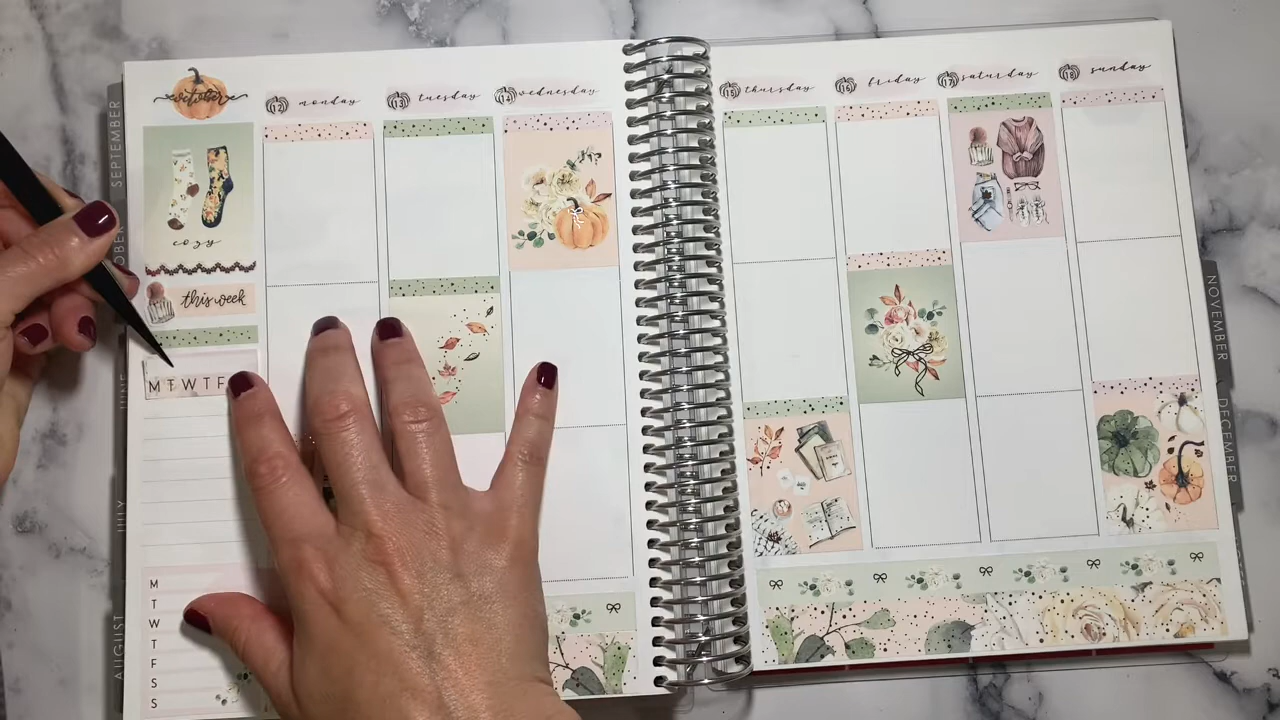 october
12 monday
13 tuesday
14 wednesday
15 thursday
16 friday
17 saturday
18 sunday
cozy
this week
MTWTF
M
T
W
T
F
S
S
SEPTEMBER
JULY
AUGUST
NOVEMBER
DECEMBER